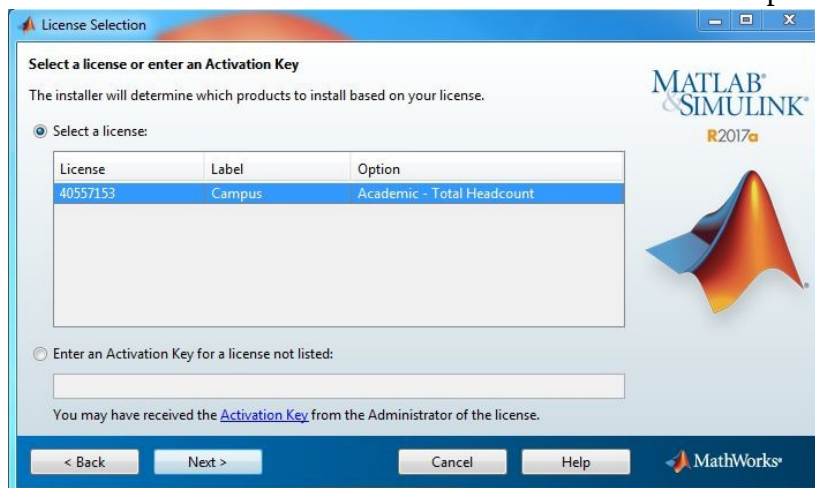 License Selection
Select a license or enter an Activation Key
The installer will determine which products to install based on your license.
Select a license:
License Label Option
40557153 Campus Academic - Total Headcount
Enter an Activation Key for a license not listed:
You may have received the Activation Key from the Administrator of the license.
< Back Next > Cancel Help
MATLAB®
&SIMULINK®
R2017a
MathWorks®